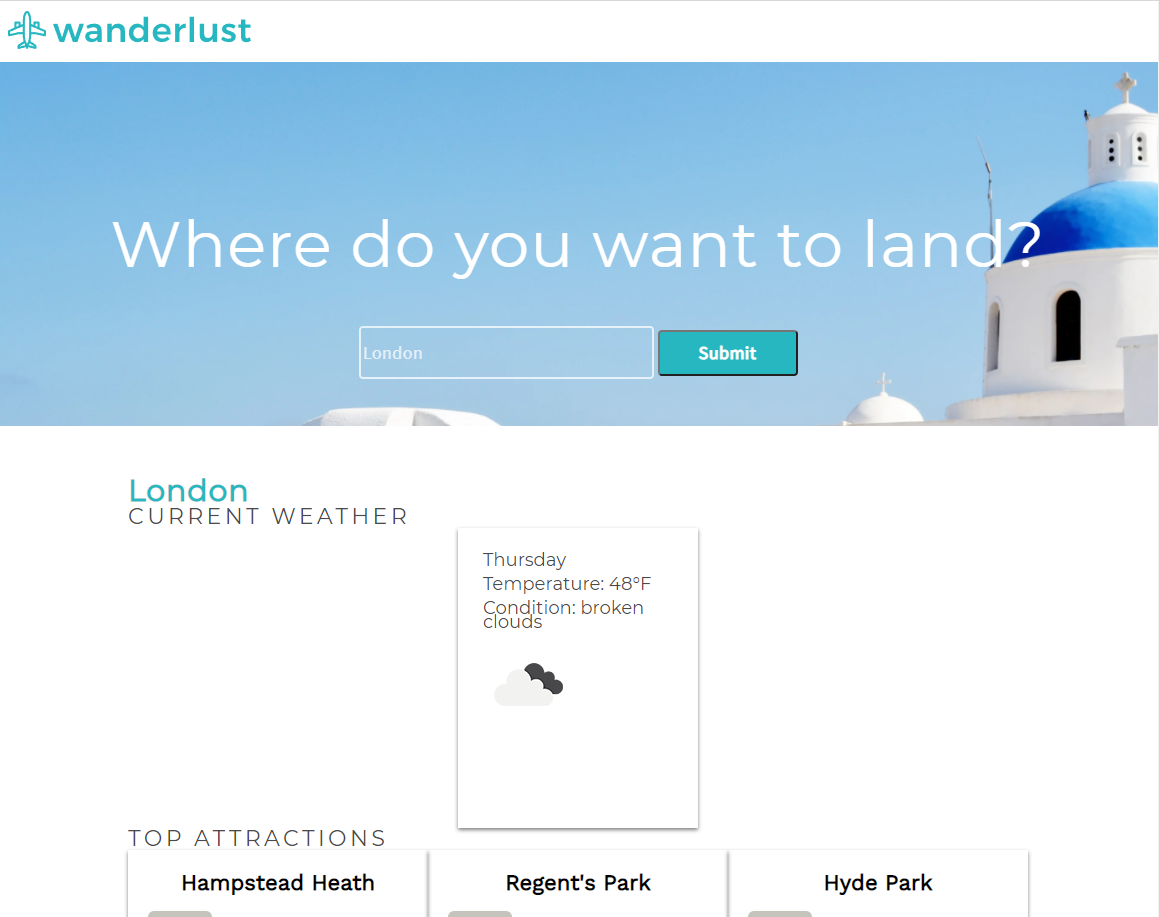 wanderlust
Where do you want to land?
London
Submit
London
CURRENT WEATHER
Thursday
Temperature: 48°F
Condition: broken
clouds
TOP ATTRACTIONS
Hampstead Heath
Regent's Park
Hyde Park